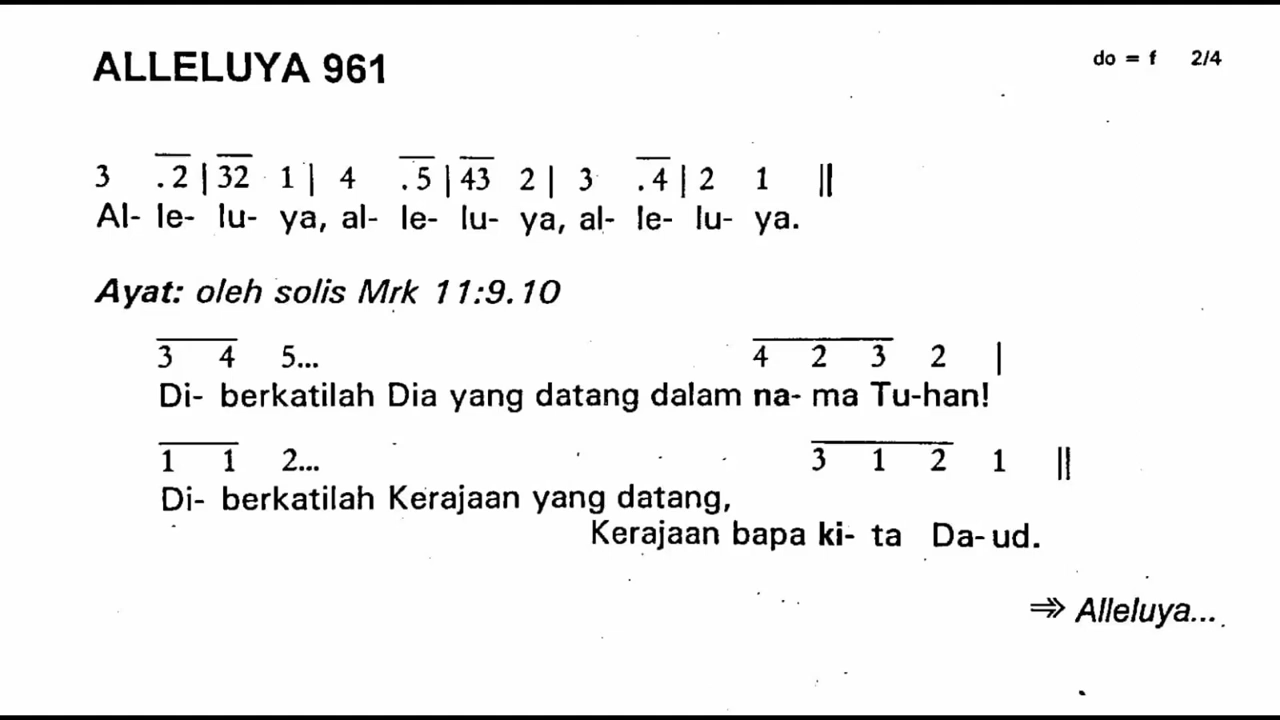 ALLELUYA 961 do = f 2/4
3 .2 | 32 1 | 4 .5 | 43 2 | 3 .4 | 2 1 ||
Al- le- lu- ya, al- le- lu- ya, al- le- lu- ya.
Ayat: oleh solis Mrk 11:9.10
3 4 5... 4 2 3 2 |
Di- berkatilah Dia yang datang dalam na- ma Tu-han!
1 1 2... 3 1 2 1 ||
Di- berkatilah Kerajaan yang datang,
Kerajaan bapa ki- ta Da- ud.
⇒ Alleluya...